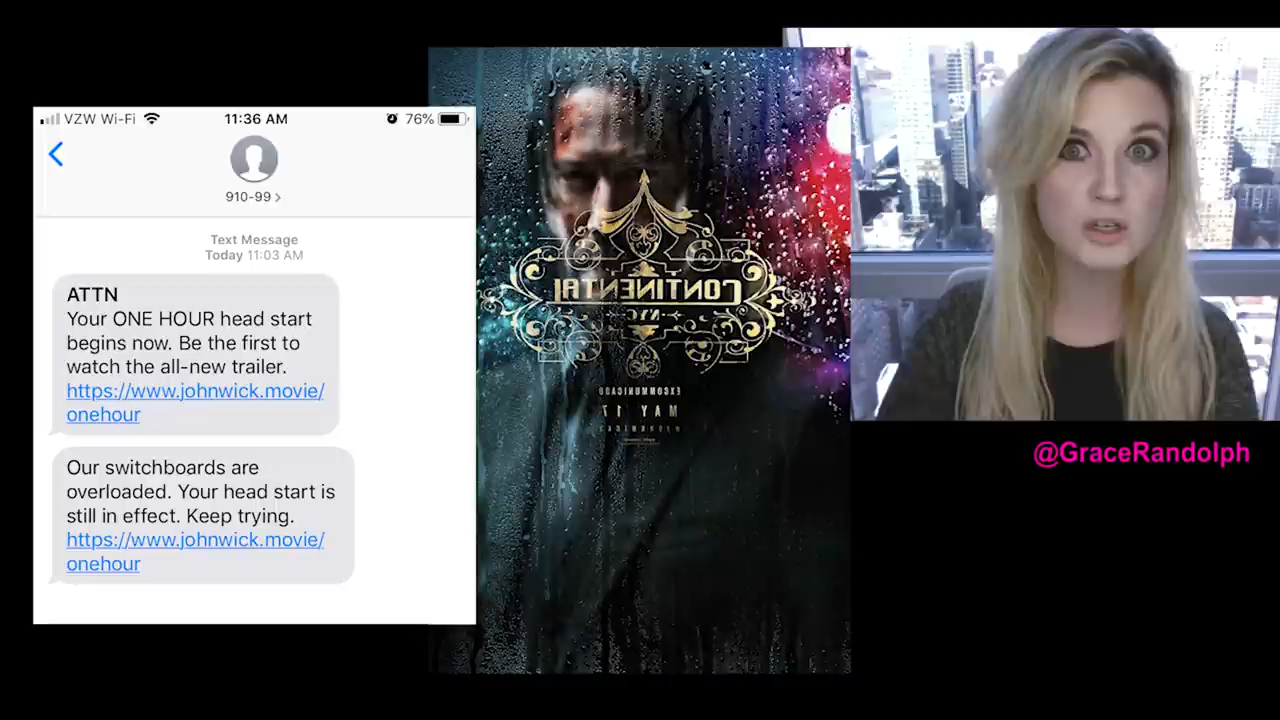 VZW Wi-Fi 11:36 AM 76%
910-99 >
Text Message
Today 11:03 AM
ATTN
Your ONE HOUR head start
begins now. Be the first to
watch the all-new trailer.
https://www.johnwick.movie/
onehour
Our switchboards are
overloaded. Your head start is
still in effect. Keep trying.
https://www.johnwick.movie/
onehour
CONTINENTAL
NYC
EXCOMMUNICADO
MAY 17
@GraceRandolph